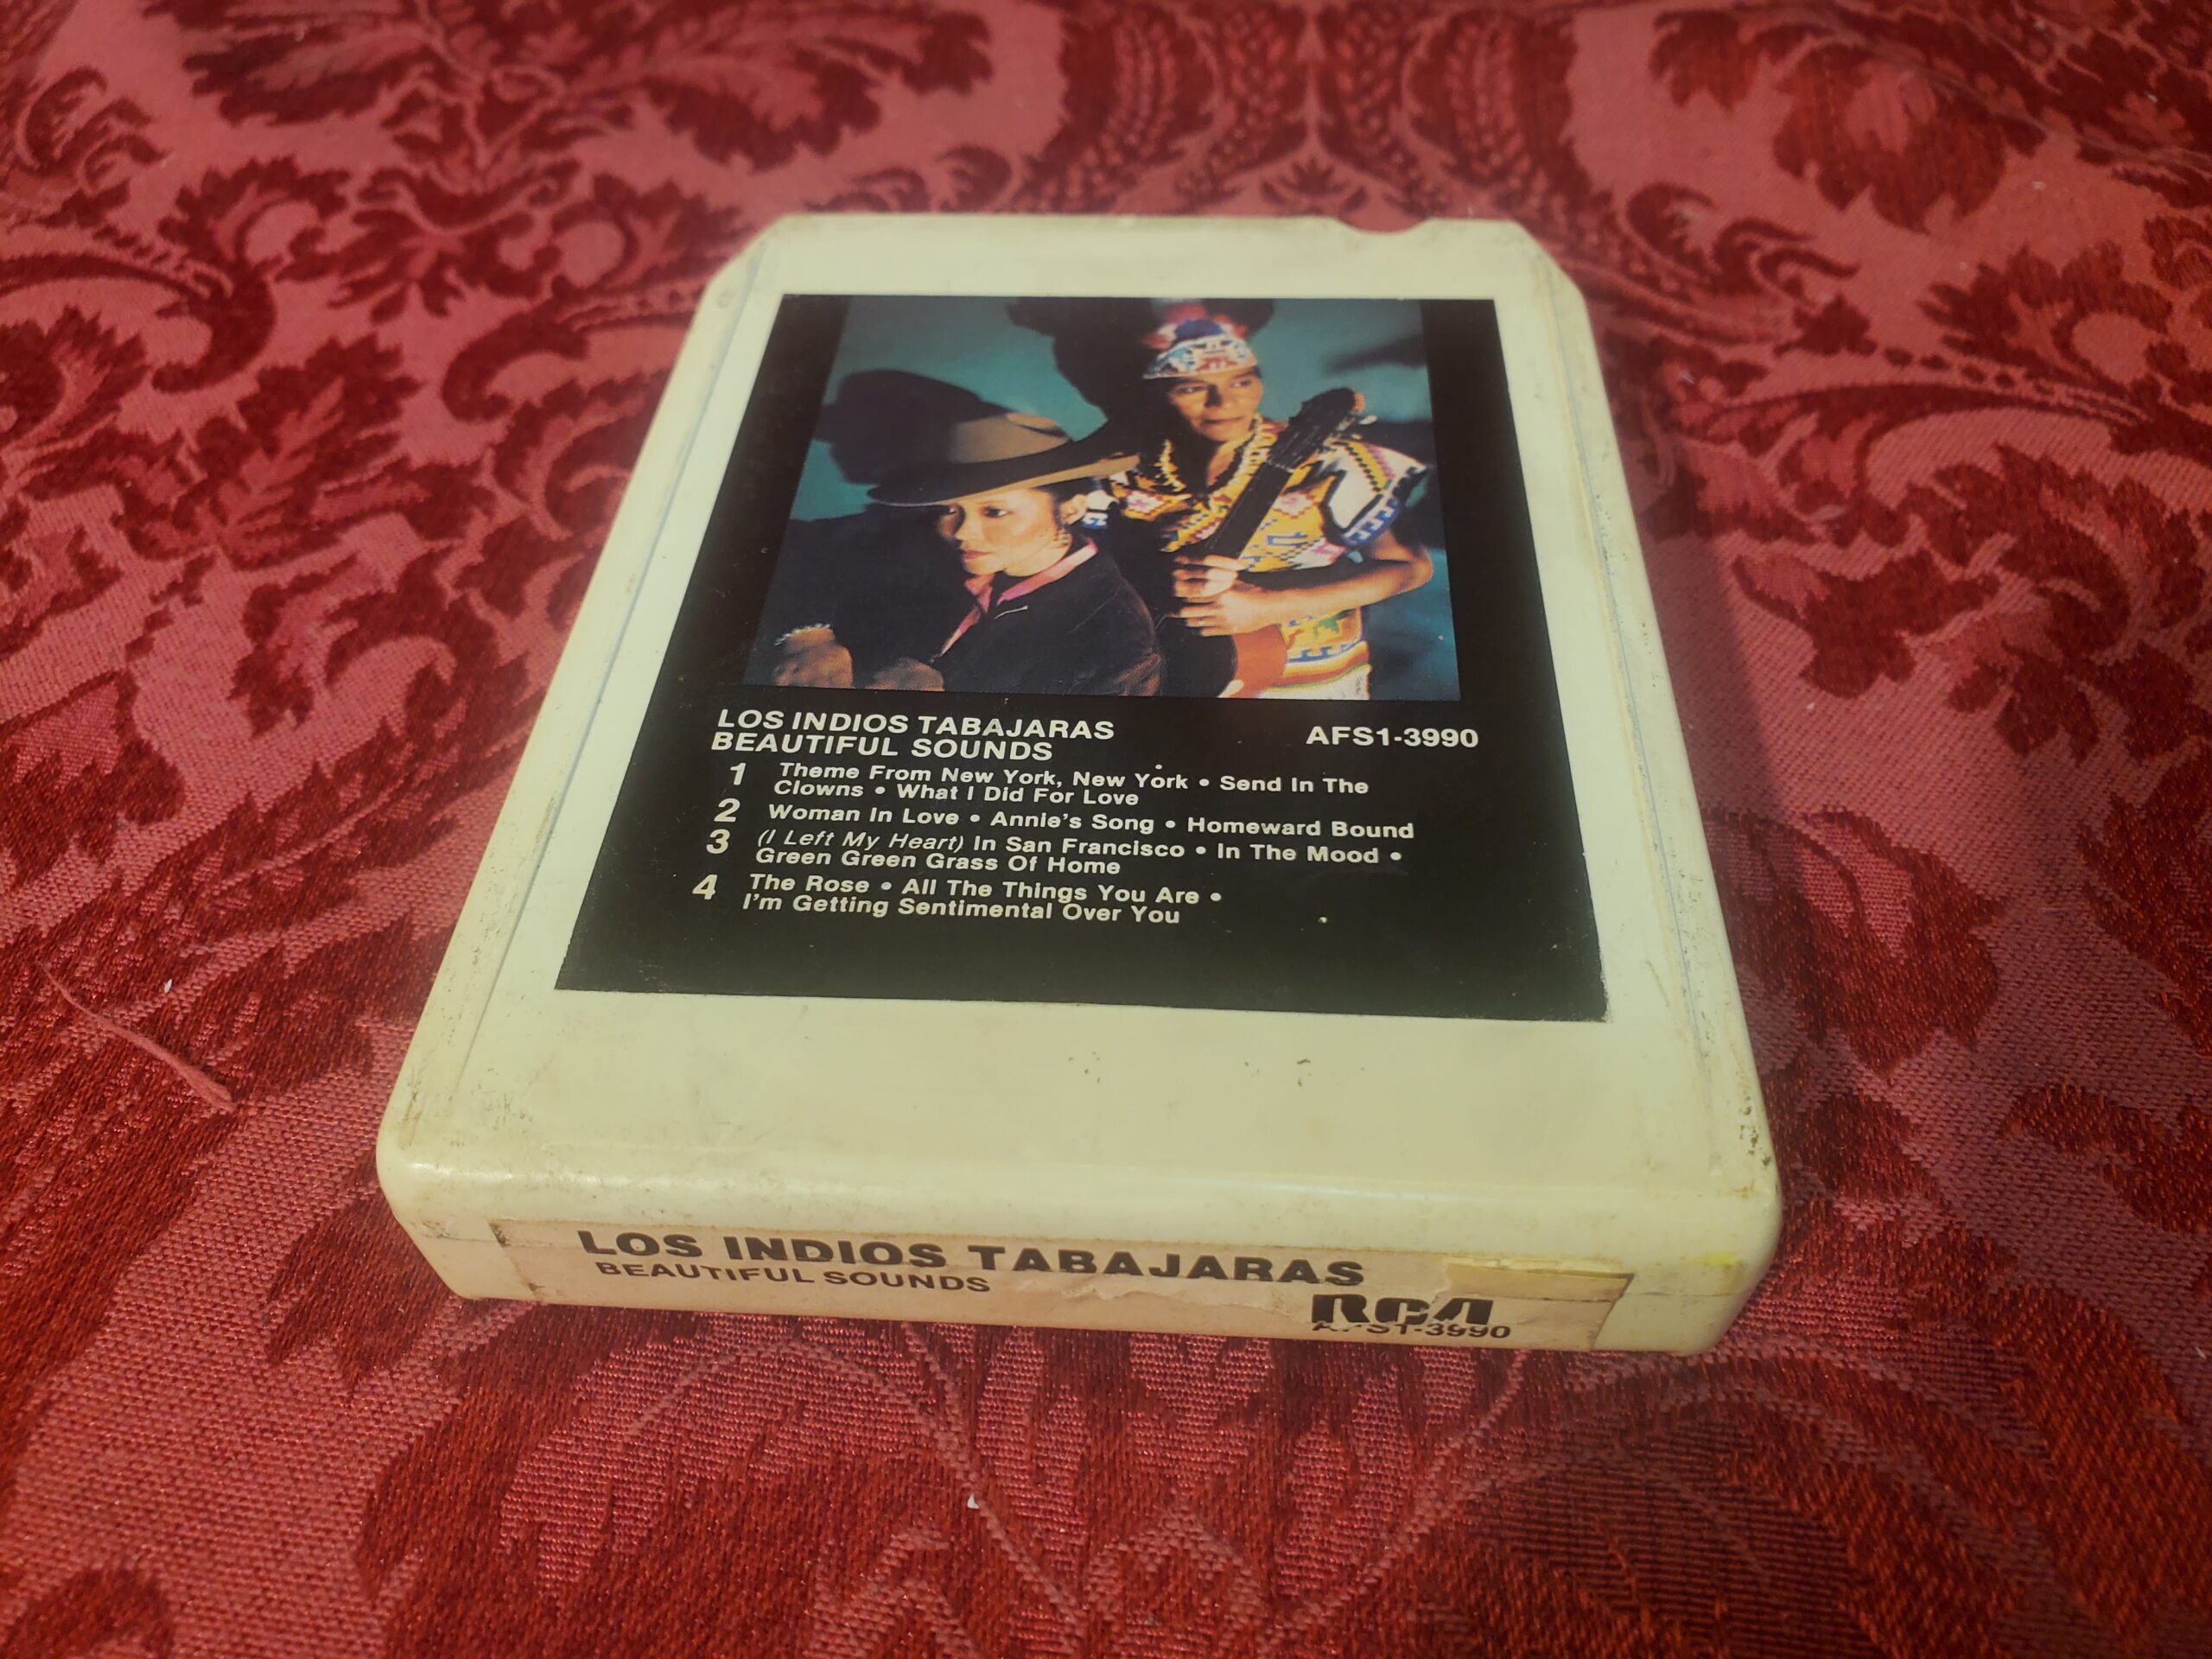 LOS INDIOS TABAJARAS
BEAUTIFUL SOUNDS
AFS1-3990
1 Theme From New York, New York • Send In The
Clowns • What I Did For Love
2 Woman In Love • Annie's Song • Homeward Bound
3 (I Left My Heart) In San Francisco • In The Mood •
Green Green Grass Of Home
4 The Rose • All The Things You Are •
I'm Getting Sentimental Over You
LOS INDIOS TABAJARAS
BEAUTIFUL SOUNDS
RCA
AFS1-3990